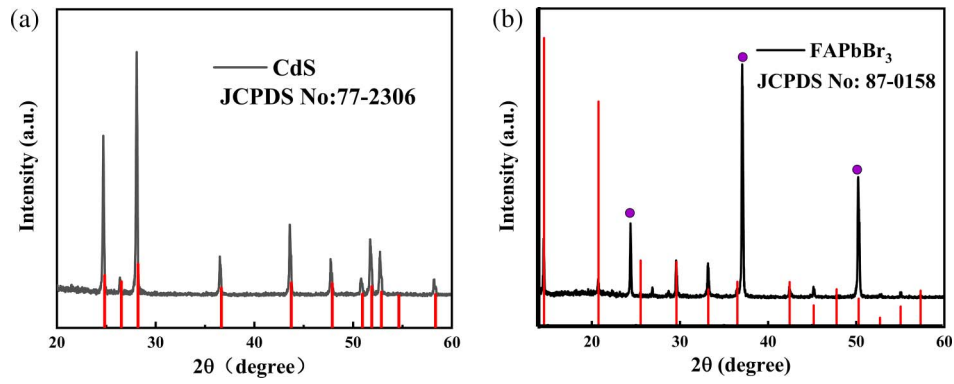 (a)
CdS
JCPDS No:77-2306
Intensity (a.u.)
20 30 40 50 60
2θ（degree）
(b)
FAPbBr₃
JCPDS No: 87-0158
Intensity (a.u.)
20 30 40 50 60
2θ (degree)